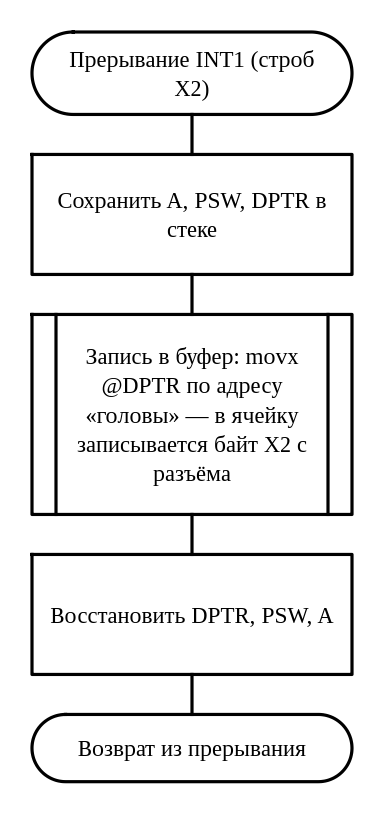 Прерывание INT1 (строб
X2)
Сохранить A, PSW, DPTR в
стеке
Запись в буфер: movx
@DPTR по адресу
«головы» — в ячейку
записывается байт X2 с
разъёма
Восстановить DPTR, PSW, A
Возврат из прерывания